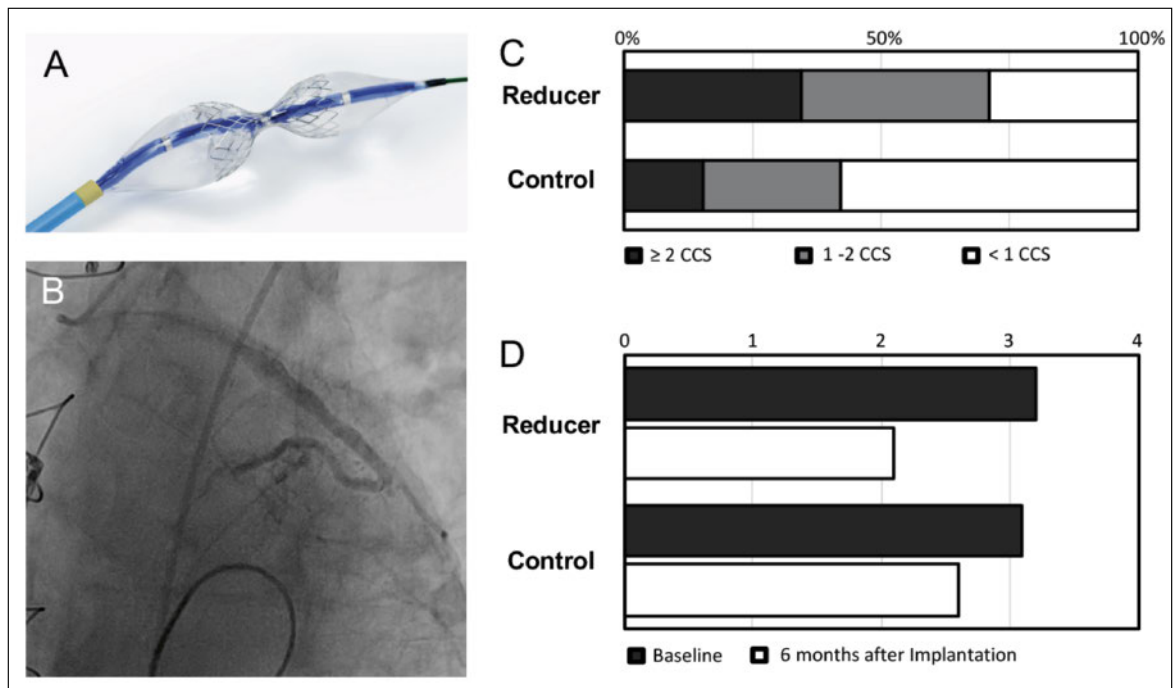 A
B
C
0% 50% 100%
Reducer
Control
≥ 2 CCS 1 -2 CCS < 1 CCS
D
0 1 2 3 4
Reducer
Control
Baseline 6 months after Implantation